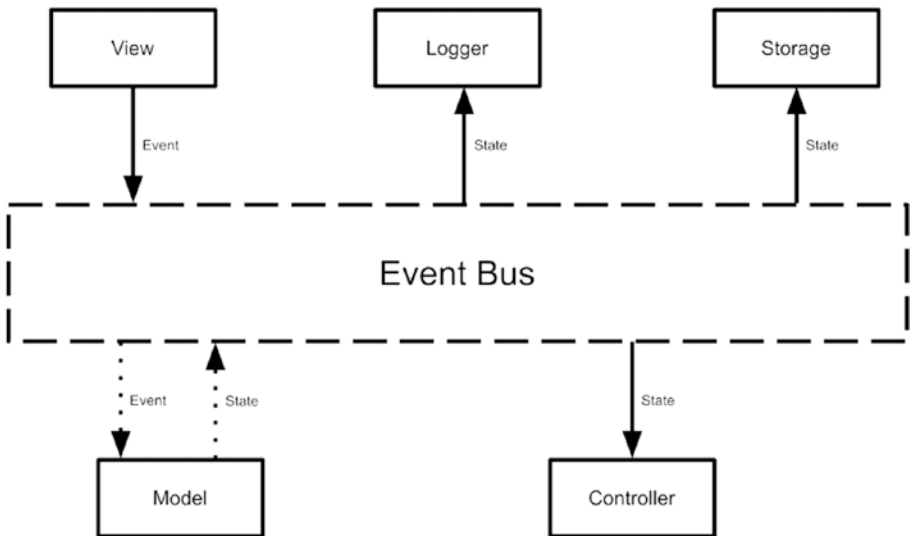 View
Logger
Storage
Event
State
State
Event Bus
Event
State
State
Model
Controller